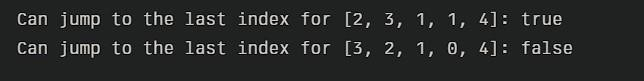 Can jump to the last index for [2, 3, 1, 1, 4]: true
Can jump to the last index for [3, 2, 1, 0, 4]: false